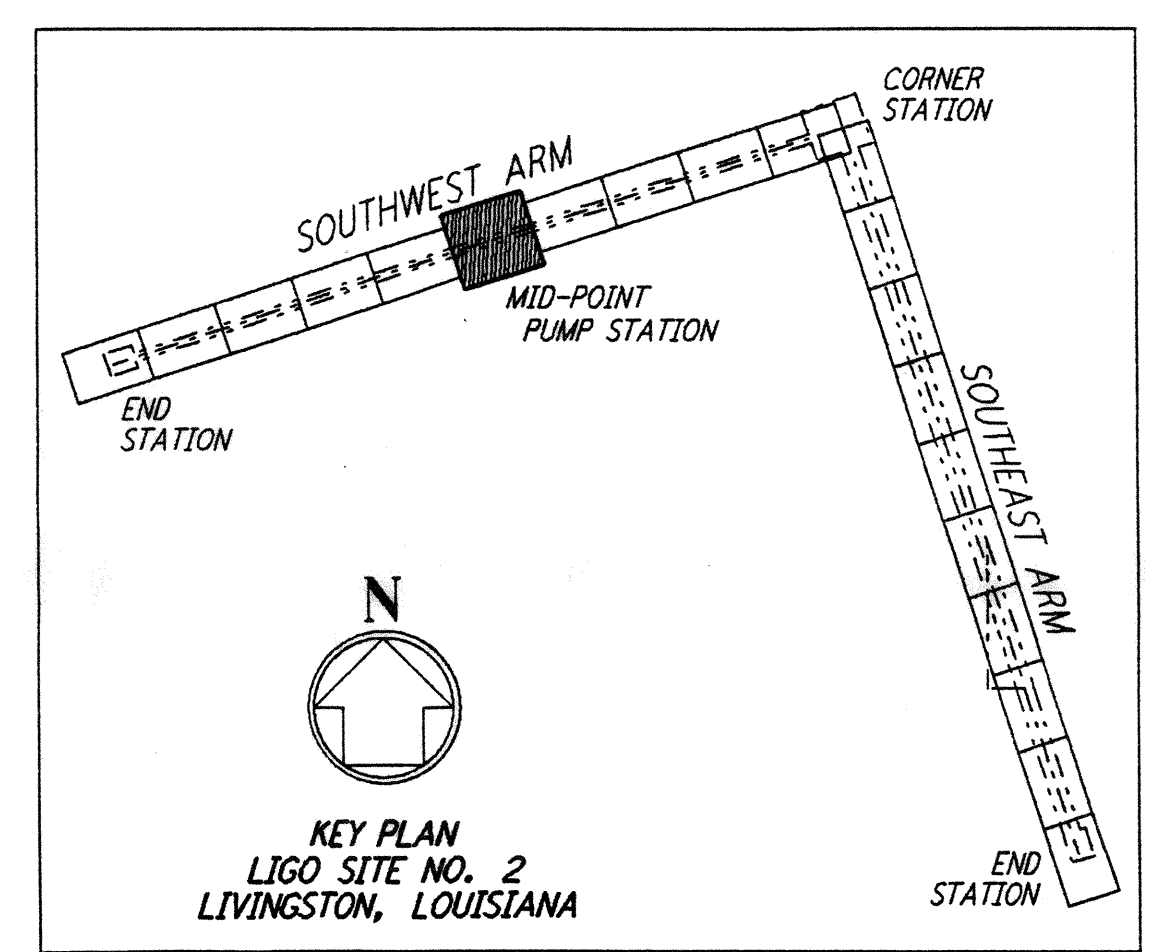 CORNER
STATION
SOUTHWEST ARM
MID-POINT
PUMP STATION
END
STATION
SOUTHEAST ARM
N
KEY PLAN
LIGO SITE NO. 2
LIVINGSTON, LOUISIANA
END
STATION